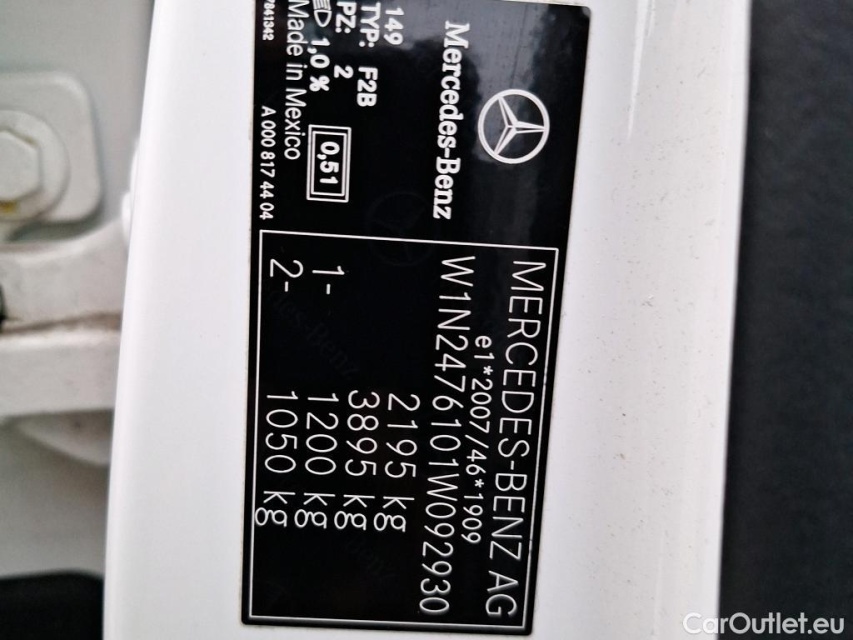 Mercedes-Benz
149
TYP: F2B
PZ: 2
1,0 %
0,51
Made in Mexico
7841342
A 000 817 44 04
MERCEDES-BENZ AG
e1*2007/46*1909
W1N2476101W092930
2195 kg
3895 kg
1- 1200 kg
2- 1050 kg
CarOutlet.eu